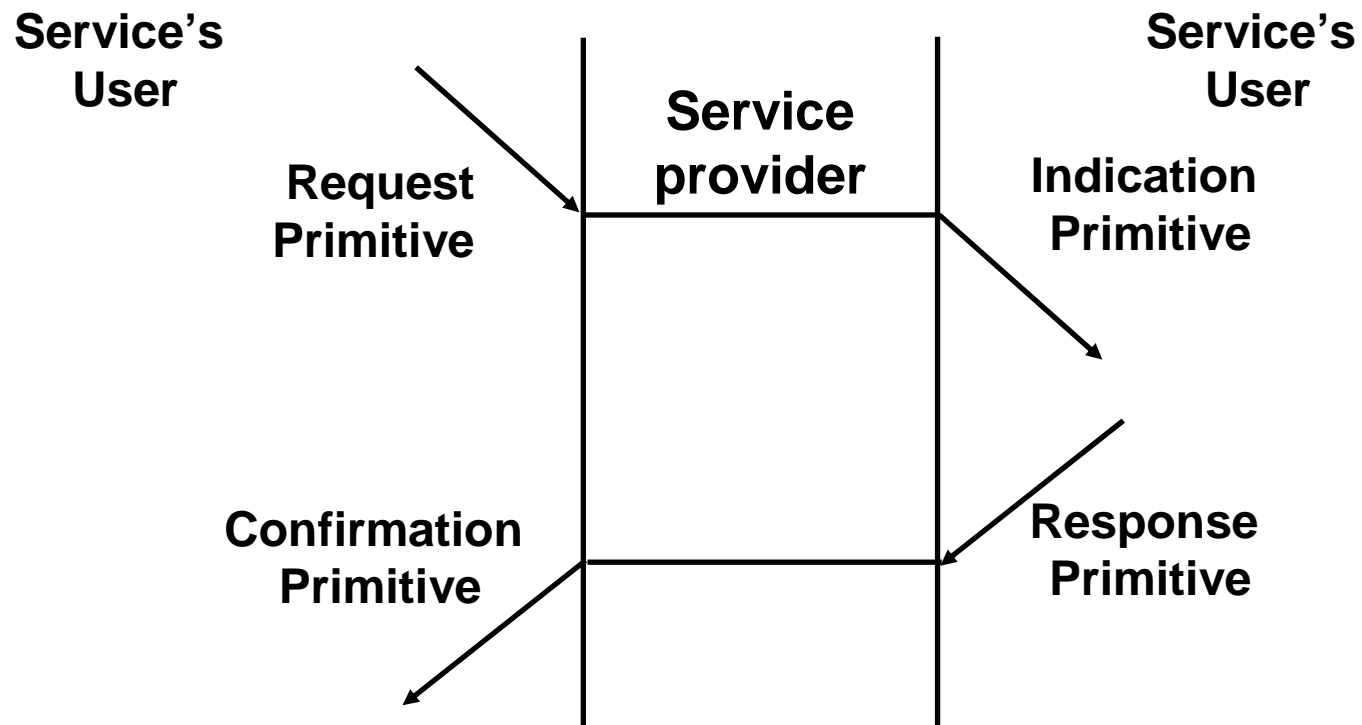 Service's
User
Service's
User
Service
provider
Request
Primitive
Indication
Primitive
Confirmation
Primitive
Response
Primitive